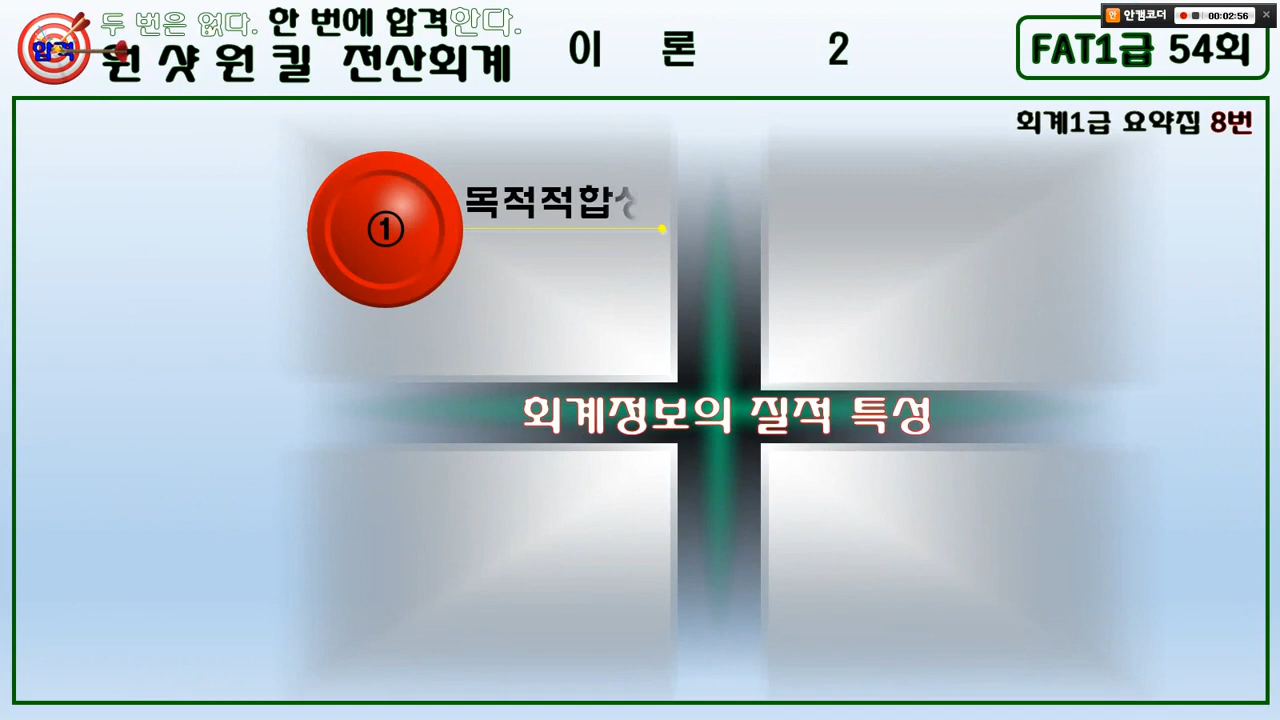 두 번은 없다. 한 번에 합격한다.
합격
원 샷 원 킬 전산회계
이 론 2
안캠코더
00:02:56
FAT1급 54회
회계1급 요약집 8번
① 목적적합성
회계정보의 질적 특성